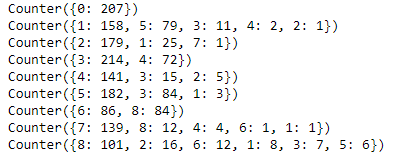 Counter({0: 207})
Counter({1: 158, 5: 79, 3: 11, 4: 2, 2: 1})
Counter({2: 179, 1: 25, 7: 1})
Counter({3: 214, 4: 72})
Counter({4: 141, 3: 15, 2: 5})
Counter({5: 182, 3: 84, 1: 3})
Counter({6: 86, 8: 84})
Counter({7: 139, 8: 12, 4: 4, 6: 1, 1: 1})
Counter({8: 101, 2: 16, 6: 12, 1: 8, 3: 7, 5: 6})